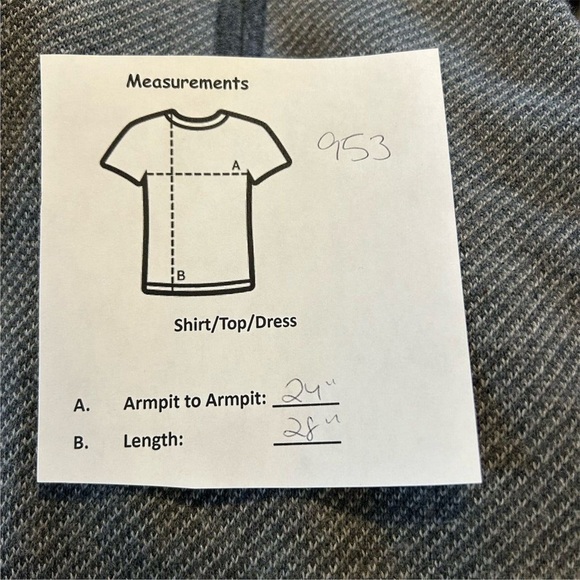 Measurements
953
A
B
Shirt/Top/Dress
A. Armpit to Armpit: 24"
B. Length: 28"